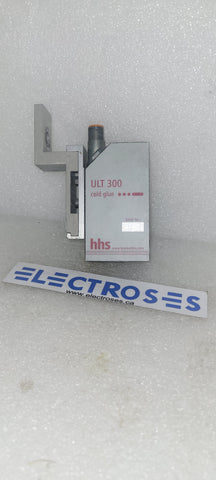 ULT 300
cold glue
hhs
ELECTROSES
www.electroses.ca